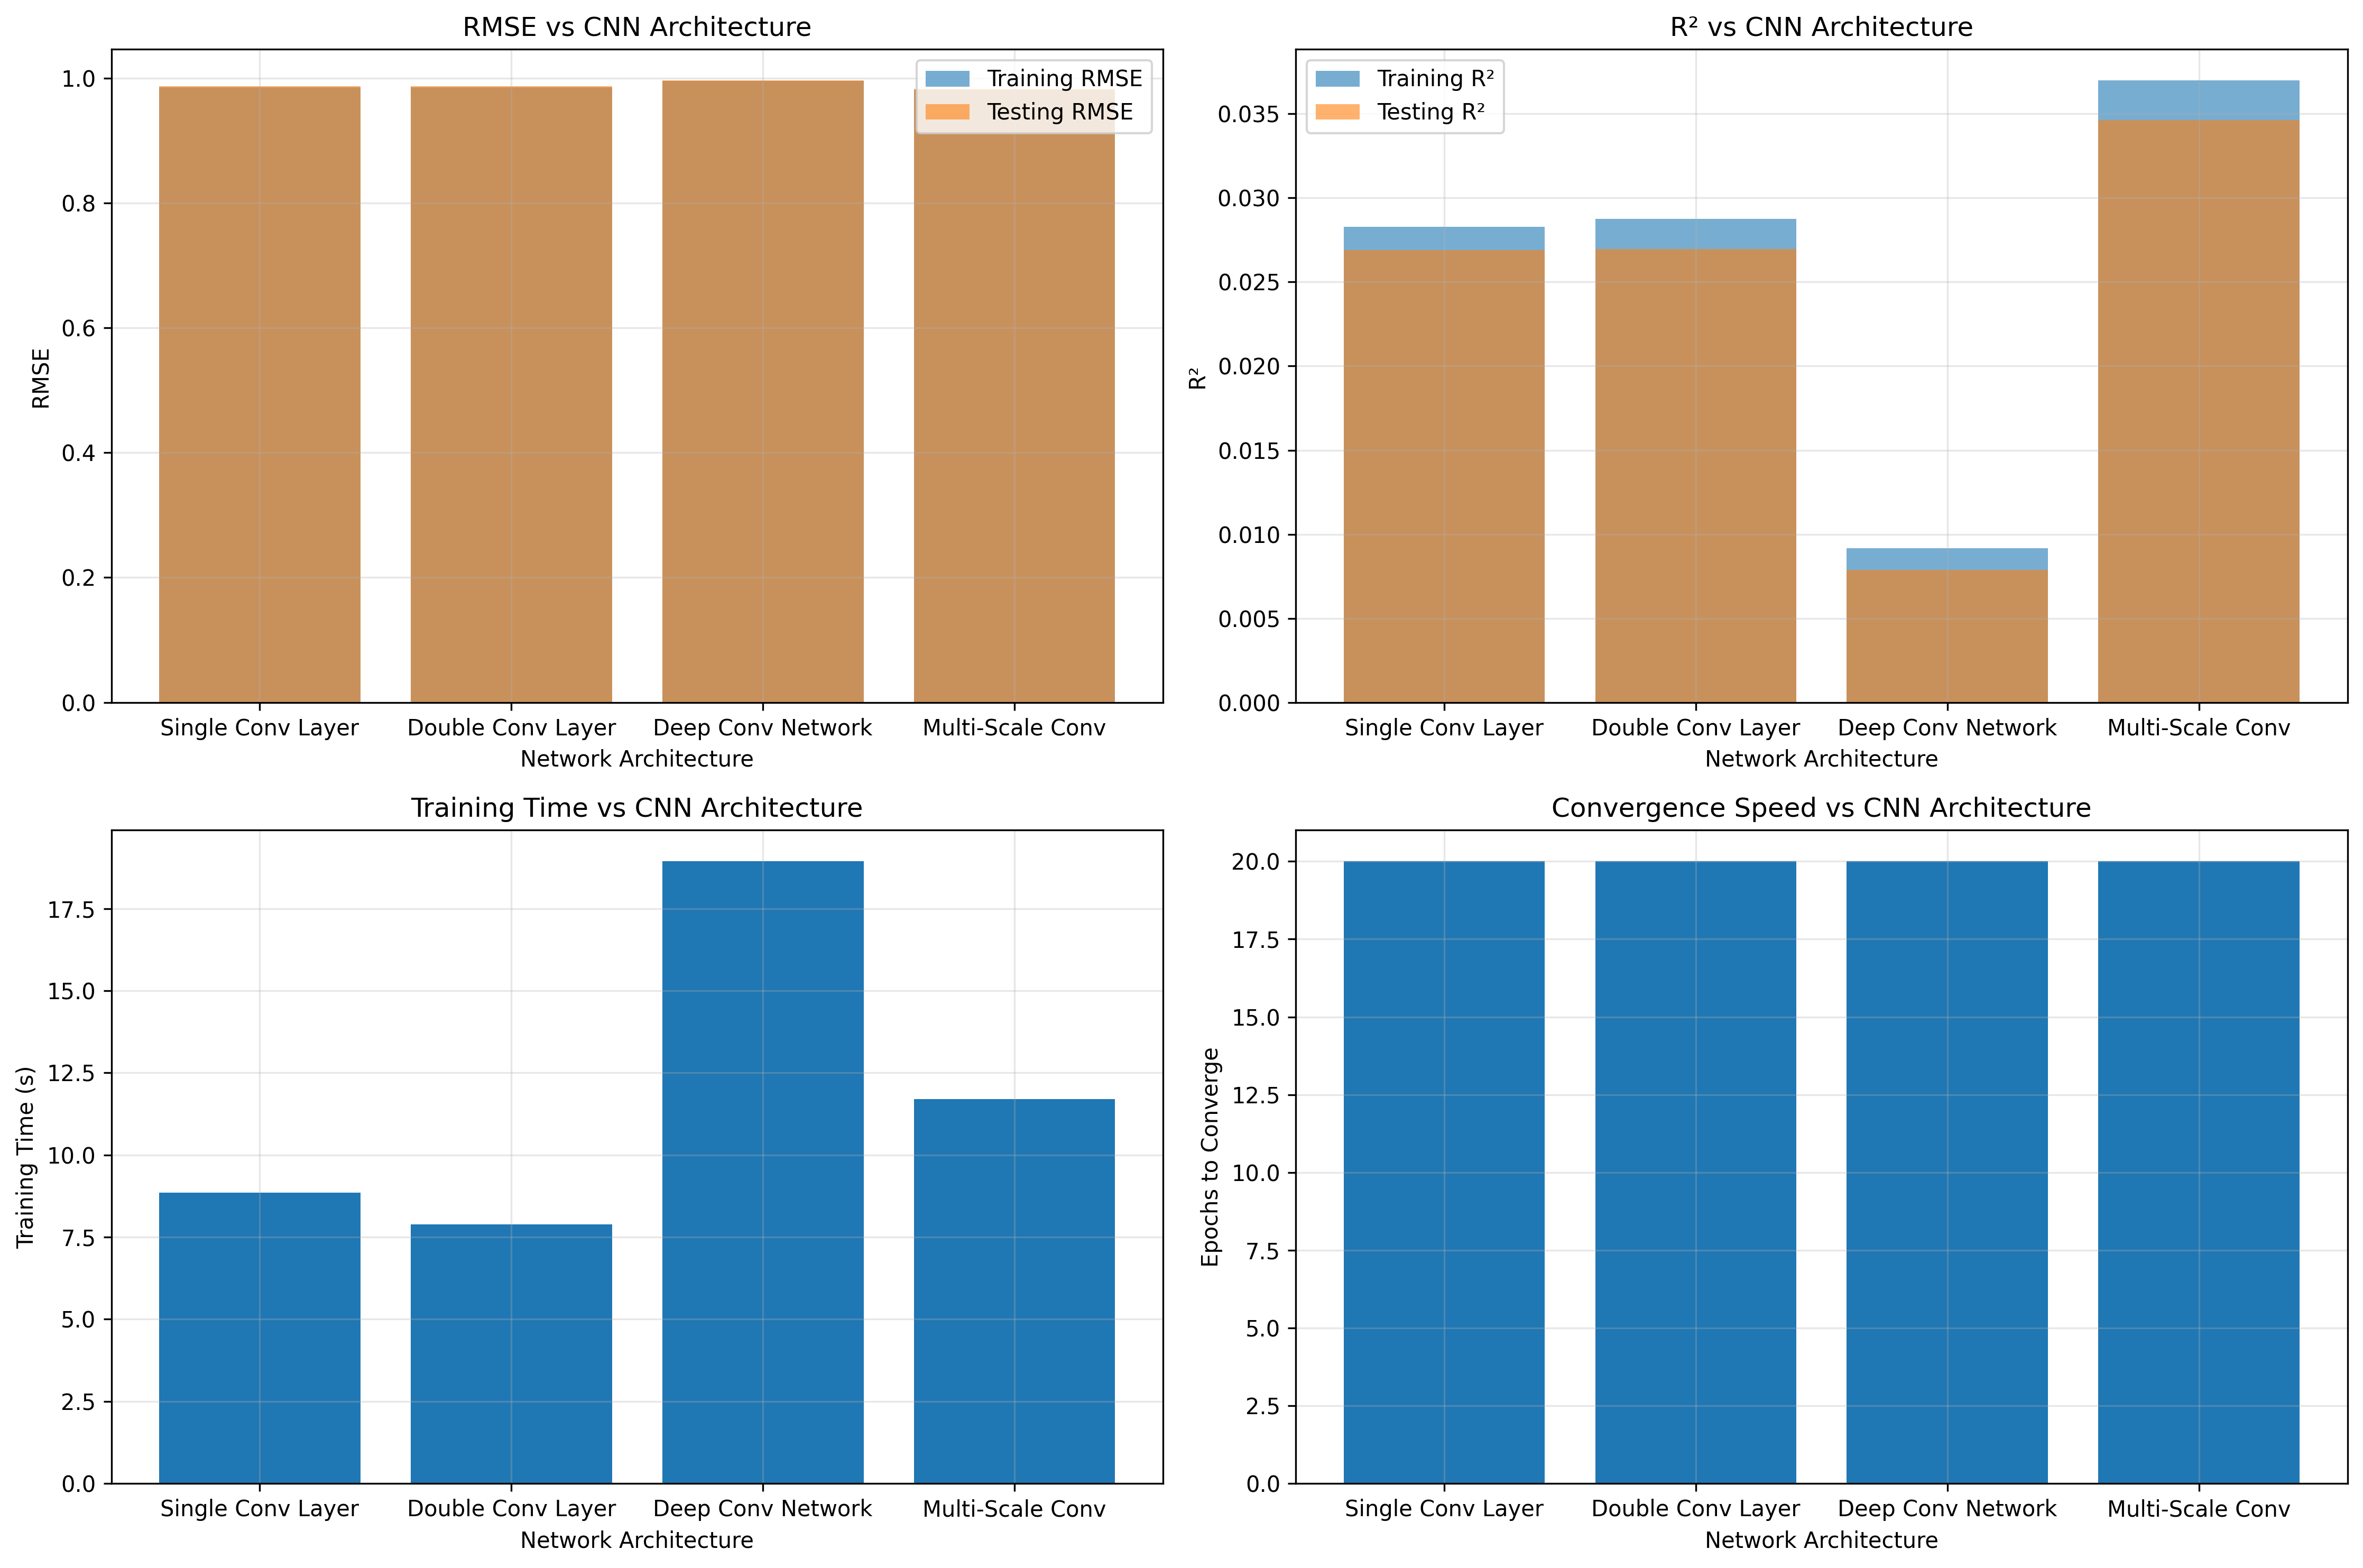 RMSE vs CNN Architecture
Training RMSE
Testing RMSE
RMSE
1.0
0.8
0.6
0.4
0.2
0.0
Single Conv Layer Double Conv Layer Deep Conv Network Multi-Scale Conv
Network Architecture
R² vs CNN Architecture
Training R²
Testing R²
R²
0.035
0.030
0.025
0.020
0.015
0.010
0.005
0.000
Single Conv Layer Double Conv Layer Deep Conv Network Multi-Scale Conv
Network Architecture
Training Time vs CNN Architecture
Training Time (s)
17.5
15.0
12.5
10.0
7.5
5.0
2.5
0.0
Single Conv Layer Double Conv Layer Deep Conv Network Multi-Scale Conv
Network Architecture
Convergence Speed vs CNN Architecture
Epochs to Converge
20.0
17.5
15.0
12.5
10.0
7.5
5.0
2.5
0.0
Single Conv Layer Double Conv Layer Deep Conv Network Multi-Scale Conv
Network Architecture